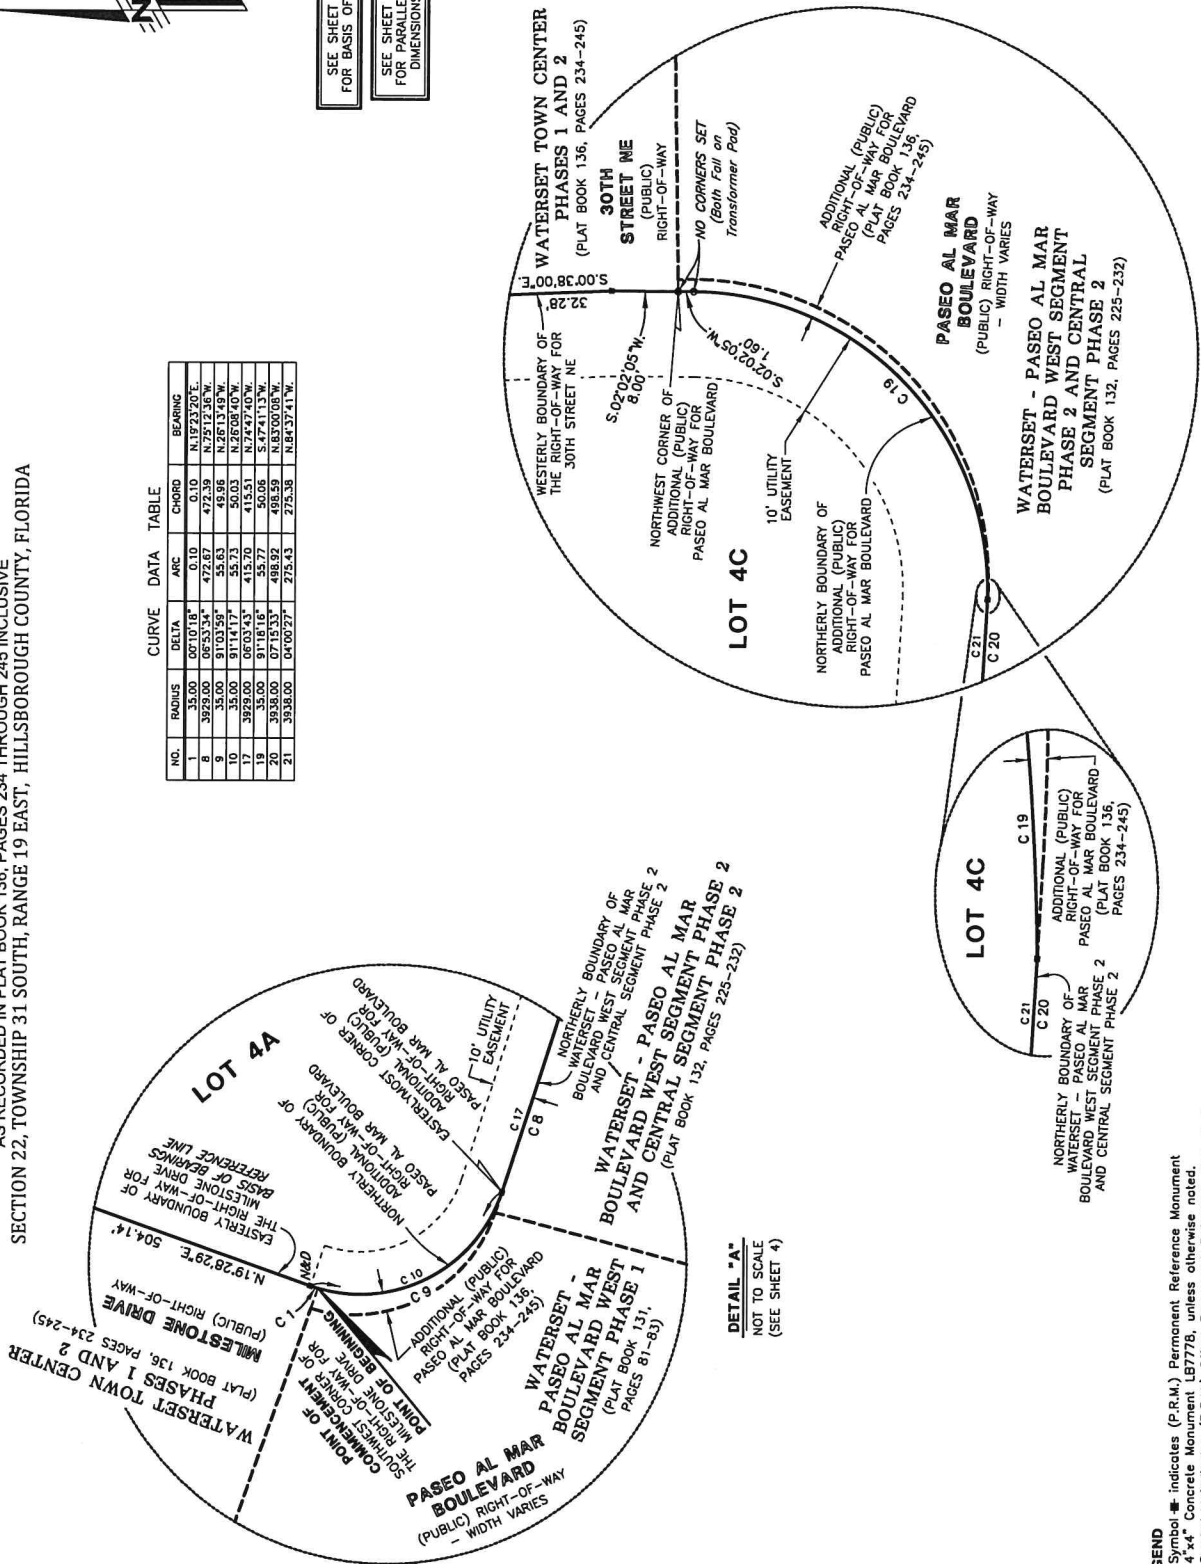 AS RECORDED IN PLAT BOOK 136, PAGES 234 THROUGH 245 INCLUSIVE
SECTION 22, TOWNSHIP 31 SOUTH, RANGE 19 EAST, HILLSBOROUGH COUNTY, FLORIDA
N
SEE SHEET
FOR BASIS OF
SEE SHEET
FOR PARALLE
DIMENSIONS
CURVE DATA TABLE
NO. RADIUS DELTA ARC CHORD BEARING
1 35.00 00°10'18" 0.10 0.10 N.19°23'20"E.
8 3929.00 06°53'34" 472.67 472.39 N.75°12'36"W.
9 35.00 91°03'59" 55.63 49.96 N.26°13'49"W.
10 35.00 91°14'17" 55.73 50.03 N.26°08'40"W.
17 3929.00 06°03'43" 415.70 415.51 N.74°47'40"W.
19 35.00 91°18'16" 55.77 50.06 S.47°41'13"W.
20 3938.00 07°15'33" 498.92 498.59 N.83°00'08"W.
21 3938.00 04°00'27" 275.43 275.38 N.84°37'41"W.
WATERSET TOWN CENTER
PHASES 1 AND 2
(PLAT BOOK 136, PAGES 234-245)
MILESTONE DRIVE
(PUBLIC) RIGHT-OF-WAY
N.19°28'29"E. 504.14'
EASTERLY BOUNDARY OF
THE RIGHT-OF-WAY FOR
MILESTONE DRIVE
BASIS OF BEARINGS
REFERENCE LINE
LOT 4A
C 1
N&D
NORTHERLY BOUNDARY OF
ADDITIONAL (PUBLIC)
RIGHT-OF-WAY FOR
PASEO AL MAR BOULEVARD
EASTERLYMOST CORNER OF
ADDITIONAL (PUBLIC)
RIGHT-OF-WAY FOR
PASEO AL MAR BOULEVARD
10' UTILITY
EASEMENT
C 10
C 9
C 17
C 8
POINT OF
COMMENCEMENT
SOUTHWEST CORNER OF
THE RIGHT-OF-WAY FOR
MILESTONE DRIVE
POINT OF BEGINNING
ADDITIONAL (PUBLIC)
RIGHT-OF-WAY FOR
PASEO AL MAR BOULEVARD
(PLAT BOOK 136,
PAGES 234-245)
NORTHERLY BOUNDARY OF
WATERSET - PASEO AL MAR
BOULEVARD WEST SEGMENT PHASE 2
AND CENTRAL SEGMENT PHASE 2
WATERSET - PASEO AL MAR
BOULEVARD WEST SEGMENT PHASE 2
AND CENTRAL SEGMENT PHASE 2
(PLAT BOOK 132, PAGES 225-232)
WATERSET -
PASEO AL MAR
BOULEVARD WEST
SEGMENT PHASE 1
(PLAT BOOK 131,
PAGES 81-83)
PASEO AL MAR
BOULEVARD
(PUBLIC) RIGHT-OF-WAY
- WIDTH VARIES
DETAIL "A"
NOT TO SCALE
(SEE SHEET 4)
WATERSET TOWN CENTER
PHASES 1 AND 2
(PLAT BOOK 136, PAGES 234-245)
30TH
STREET NE
(PUBLIC)
RIGHT-OF-WAY
S.00°38'00"E.
32.28'
WESTERLY BOUNDARY OF
THE RIGHT-OF-WAY FOR
30TH STREET NE
S.02°02'05"W.
8.00'
NO CORNERS SET
(Both Fall on
Transformer Pad)
S.02°02'05"W.
1.60'
NORTHWEST CORNER OF
ADDITIONAL (PUBLIC)
RIGHT-OF-WAY FOR
PASEO AL MAR BOULEVARD
ADDITIONAL (PUBLIC)
RIGHT-OF-WAY FOR
PASEO AL MAR BOULEVARD
(PLAT BOOK 136,
PAGES 234-245)
LOT 4C
10' UTILITY
EASEMENT
C 19
NORTHERLY BOUNDARY OF
ADDITIONAL (PUBLIC)
RIGHT-OF-WAY FOR
PASEO AL MAR BOULEVARD
PASEO AL MAR
BOULEVARD
(PUBLIC) RIGHT-OF-WAY
- WIDTH VARIES
WATERSET - PASEO AL MAR
BOULEVARD WEST SEGMENT
PHASE 2 AND CENTRAL
SEGMENT PHASE 2
(PLAT BOOK 132, PAGES 225-232)
C 21
C 20
LOT 4C
C 21
C 20
C 19
ADDITIONAL (PUBLIC)
RIGHT-OF-WAY FOR
PASEO AL MAR BOULEVARD
(PLAT BOOK 136,
PAGES 234-245)
NORTHERLY BOUNDARY OF
WATERSET - PASEO AL MAR
BOULEVARD WEST SEGMENT PHASE 2
AND CENTRAL SEGMENT PHASE 2
GEND
Symbol indicates (P.R.M.) Permanent Reference Monument
4"x4" Concrete Monument LB7778, unless otherwise noted.